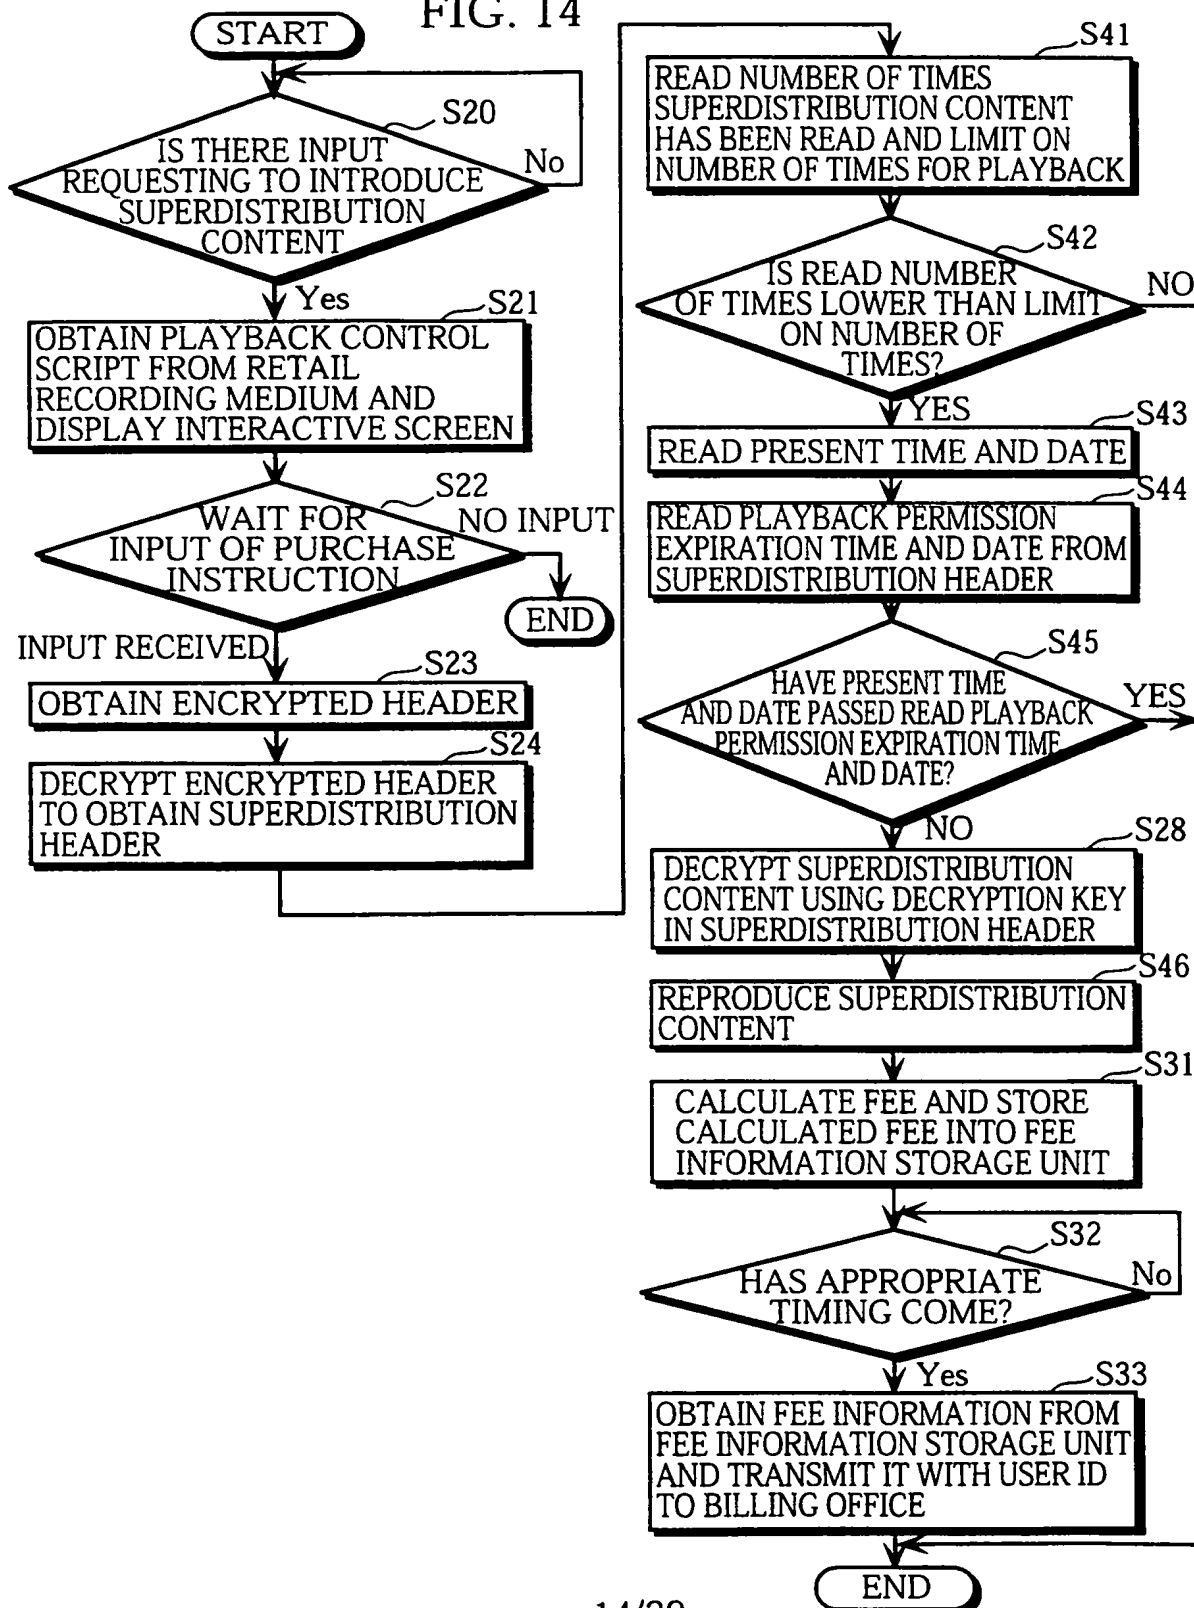 FIG. 14
START
S20
IS THERE INPUT
REQUESTING TO INTRODUCE
SUPERDISTRIBUTION
CONTENT
No
Yes
S21
OBTAIN PLAYBACK CONTROL
SCRIPT FROM RETAIL
RECORDING MEDIUM AND
DISPLAY INTERACTIVE SCREEN
S22
WAIT FOR
INPUT OF PURCHASE
INSTRUCTION
NO INPUT
END
INPUT RECEIVED
S23
OBTAIN ENCRYPTED HEADER
S24
DECRYPT ENCRYPTED HEADER
TO OBTAIN SUPERDISTRIBUTION
HEADER
S41
READ NUMBER OF TIMES
SUPERDISTRIBUTION CONTENT
HAS BEEN READ AND LIMIT ON
NUMBER OF TIMES FOR PLAYBACK
S42
IS READ NUMBER
OF TIMES LOWER THAN LIMIT
ON NUMBER OF
TIMES?
NO
YES
S43
READ PRESENT TIME AND DATE
S44
READ PLAYBACK PERMISSION
EXPIRATION TIME AND DATE FROM
SUPERDISTRIBUTION HEADER
S45
HAVE PRESENT TIME
AND DATE PASSED READ PLAYBACK
PERMISSION EXPIRATION TIME
AND DATE?
YES
NO
S28
DECRYPT SUPERDISTRIBUTION
CONTENT USING DECRYPTION KEY
IN SUPERDISTRIBUTION HEADER
S46
REPRODUCE SUPERDISTRIBUTION
CONTENT
S31
CALCULATE FEE AND STORE
CALCULATED FEE INTO FEE
INFORMATION STORAGE UNIT
S32
HAS APPROPRIATE
TIMING COME?
No
Yes
S33
OBTAIN FEE INFORMATION FROM
FEE INFORMATION STORAGE UNIT
AND TRANSMIT IT WITH USER ID
TO BILLING OFFICE
END